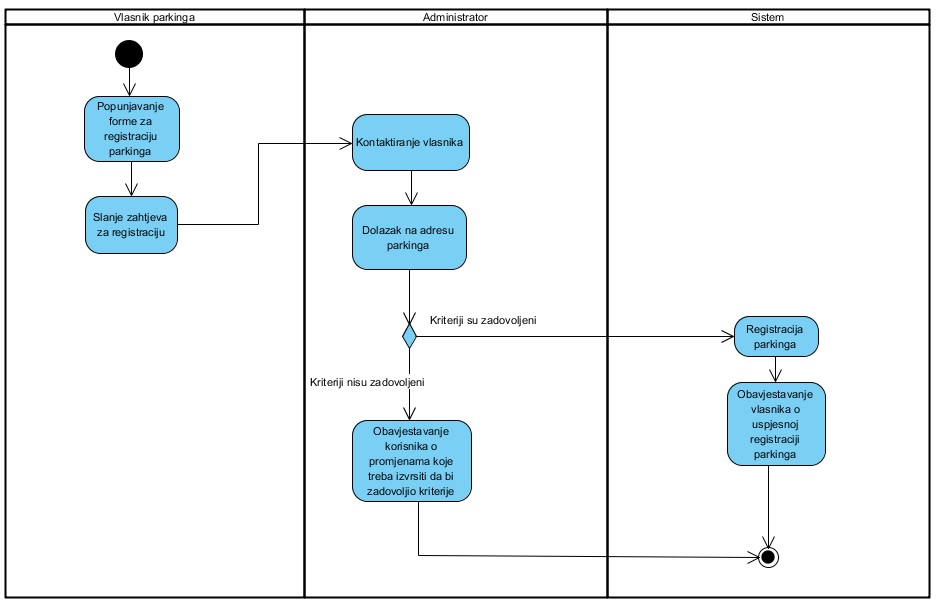 Vlasnik parkinga
Administrator
Sistem
Popunjavanje
forme za
registraciju
parkinga
Slanje zahtjeva
za registraciju
Kontaktiranje vlasnika
Dolazak na adresu
parkinga
Kriteriji su zadovoljeni
Kriteriji nisu zadovoljeni
Obavjestavanje
korisnika o
promjenama koje
treba izvrsiti da bi
zadovoljio kriterije
Registracija
parkinga
Obavjestavanje
vlasnika o
uspjesnoj
registraciji
parkinga